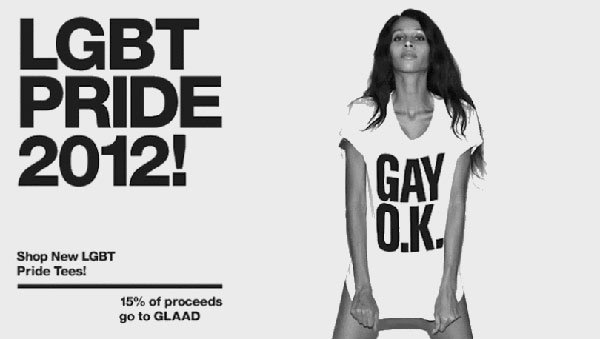 LGBT
PRIDE
2012!
Shop New LGBT
Pride Tees!
15% of proceeds
go to GLAAD
GAY
O.K.